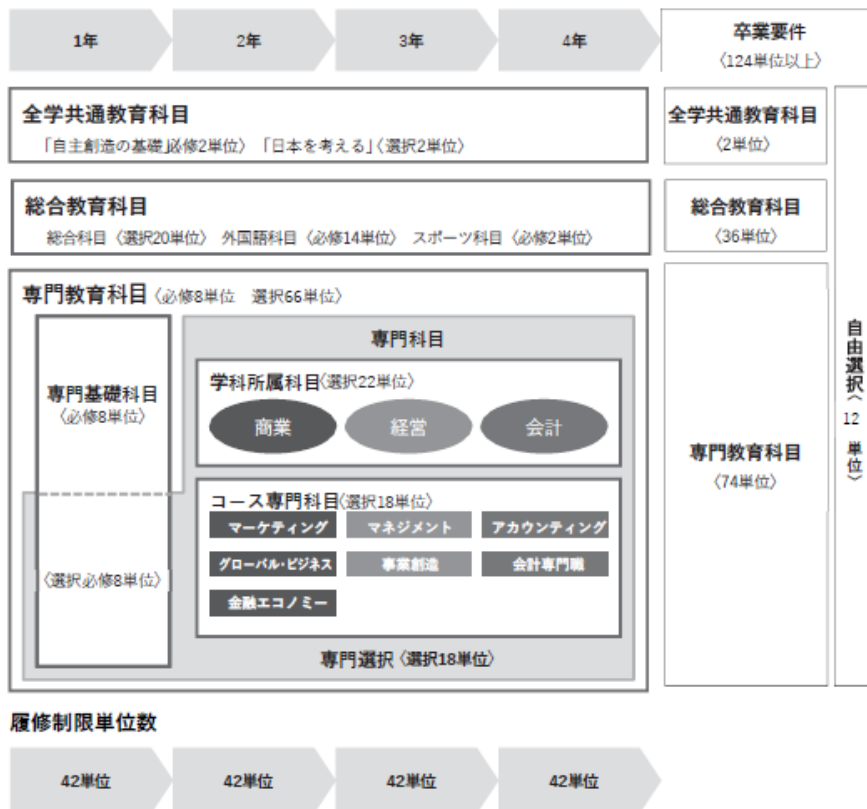 1年
2年
3年
4年
卒業要件
〈124単位以上〉
全学共通教育科目
「自主創造の基礎」必修2単位〉 「日本を考える」〈選択2単位〉
全学共通教育科目
〈2単位〉
総合教育科目
総合科目〈選択20単位〉 外国語科目〈必修14単位〉 スポーツ科目〈必修2単位〉
総合教育科目
〈36単位〉
専門教育科目〈必修8単位 選択66単位〉
専門基礎科目
〈必修8単位〉
〈選択必修8単位〉
専門科目
学科所属科目〈選択22単位〉
商業
経営
会計
コース専門科目〈選択18単位〉
マーケティング
マネジメント
アカウンティング
グローバル・ビジネス
事業創造
会計専門職
金融エコノミー
専門選択〈選択18単位〉
専門教育科目
〈74単位〉
自由選択〈12単位〉
履修制限単位数
42単位
42単位
42単位
42単位